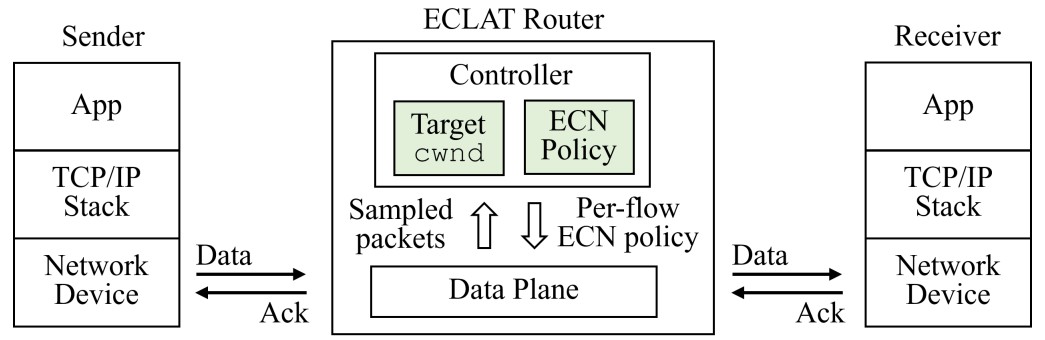 Sender
App
TCP/IP
Stack
Network
Device
Data
Ack
ECLAT Router
Controller
Target
cwnd
ECN
Policy
Sampled
packets
Per-flow
ECN policy
Data Plane
Data
Ack
Receiver
App
TCP/IP
Stack
Network
Device